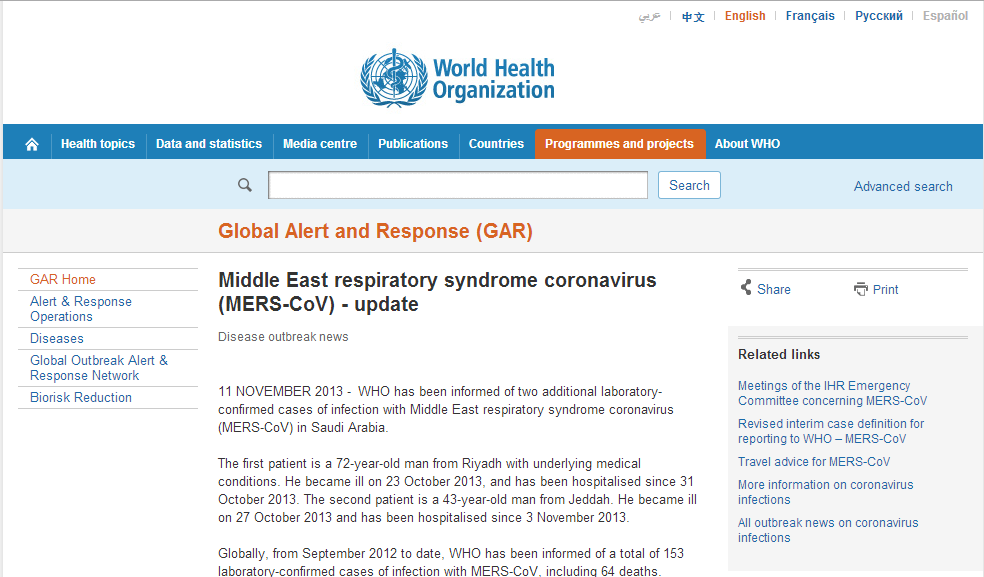 عربي
中文
English
Français
Русский
Español
World Health
Organization
Health topics
Data and statistics
Media centre
Publications
Countries
Programmes and projects
About WHO
Search
Advanced search
Global Alert and Response (GAR)
GAR Home
Alert & Response
Operations
Diseases
Global Outbreak Alert &
Response Network
Biorisk Reduction
Middle East respiratory syndrome coronavirus
(MERS-CoV) - update
Disease outbreak news
11 NOVEMBER 2013 - WHO has been informed of two additional laboratory-
confirmed cases of infection with Middle East respiratory syndrome coronavirus
(MERS-CoV) in Saudi Arabia.
The first patient is a 72-year-old man from Riyadh with underlying medical
conditions. He became ill on 23 October 2013, and has been hospitalised since 31
October 2013. The second patient is a 43-year-old man from Jeddah. He became ill
on 27 October 2013 and has been hospitalised since 3 November 2013.
Globally, from September 2012 to date, WHO has been informed of a total of 153
laboratory-confirmed cases of infection with MERS-CoV, including 64 deaths.
Share
Print
Related links
Meetings of the IHR Emergency
Committee concerning MERS-CoV
Revised interim case definition for
reporting to WHO – MERS-CoV
Travel advice for MERS-CoV
More information on coronavirus
infections
All outbreak news on coronavirus
infections